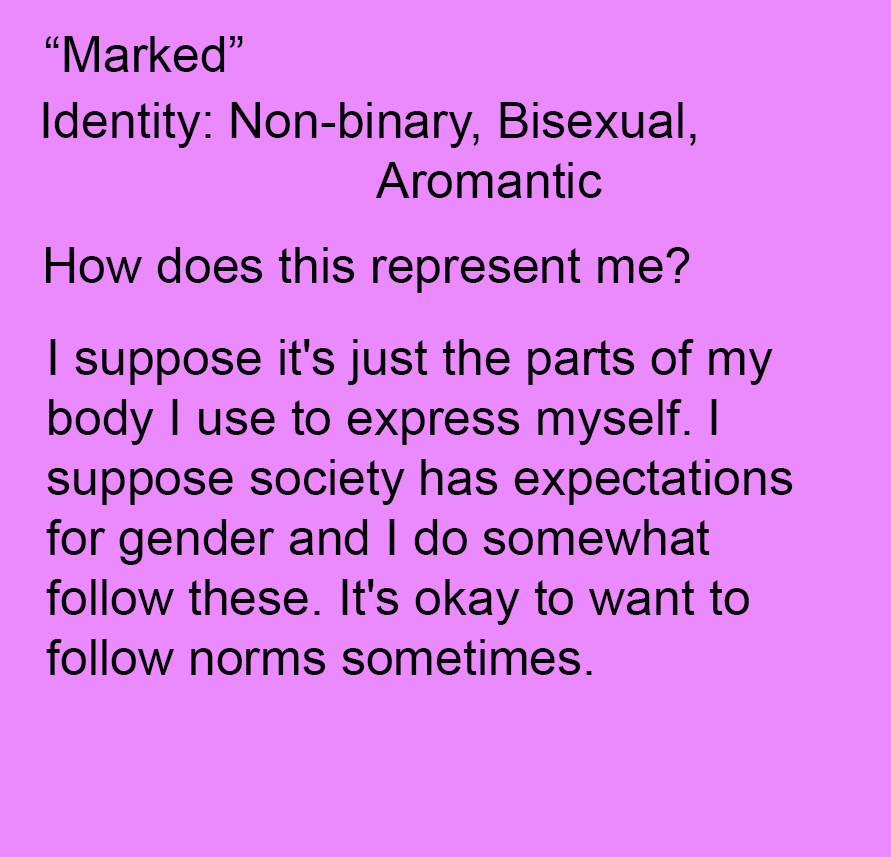 “Marked”
Identity: Non-binary, Bisexual,
Aromantic
How does this represent me?
I suppose it's just the parts of my
body I use to express myself. I
suppose society has expectations
for gender and I do somewhat
follow these. It's okay to want to
follow norms sometimes.